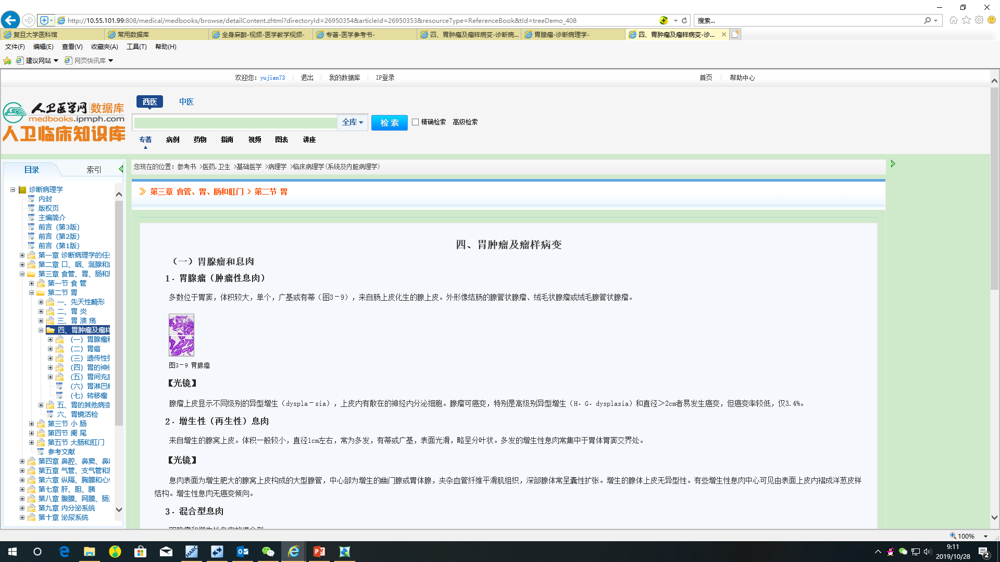 http://10.55.101.99:808/medical/medbooks/browse/detailContent.zhtml?directoryId=26950354&articleId=26950353&resourceType=ReferenceBook&tId=treeDemo_408
搜索...
复旦大学医科馆
常用数据库
全身麻醉-视频-医学教学视频-
专著-医学参考书-
四、胃肿瘤及瘤样病变-诊断病...
胃腺瘤-诊断病理学-
四、胃肿瘤及瘤样病变-诊...
文件(F) 编辑(E) 查看(V) 收藏夹(A) 工具(T) 帮助(H)
建议网站 网页快讯库
欢迎您: yujian73 退出 我的数据库 IP登录 首页 帮助中心
西医 中医
人卫医学网 数据库
medbooks.ipmph.com
人卫临床知识库
全库 检 索 精确检索 高级检索
专著 病例 药物 指南 视频 图表 讲座
目录 索引
诊断病理学
内封
版权页
主编简介
前言（第3版）
前言（第2版）
前言（第1版）
第一章 诊断病理学的任
第二章 口、咽、涎腺和
第三章 食管、胃、肠和
第一节 食 管
第二节 胃
一、先天性畸形
二、胃 炎
三、胃 溃 疡
四、胃肿瘤及瘤样
（一）胃腺瘤和
（二）胃癌
（三）遗传性
（四）胃的神经
（五）胃间充质
（六）胃淋巴
（七）转移瘤
五、胃的其他病变
六、胃镜活检
第三节 小 肠
第四节 阑 尾
第五节 大肠和肛门
参考文献
第四章 鼻腔、鼻窦、鼻
第五章 气管、支气管和
第六章 纵隔、胸膜和心
第七章 肝、胆、胰
第八章 腹膜、网膜、肠
第九章 内分泌系统
第十章 泌尿系统
您现在的位置: 参考书 >医药,卫生 >基础医学 >病理学 >临床病理学(系统及内脏病理学)
第三章 食管、胃、肠和肛门 > 第二节 胃
四、胃肿瘤及瘤样病变
（一）胃腺瘤和息肉
1．胃腺瘤（肿瘤性息肉）
多数位于胃窦，体积较大，单个，广基或有蒂（图3－9），来自肠上皮化生的腺上皮。外形像结肠的腺管状腺瘤、绒毛状腺瘤或绒毛腺管状腺瘤。
图3－9 胃腺瘤
【光镜】
腺瘤上皮显示不同级别的异型增生（dyspla－sia），上皮内有散在的神经内分泌细胞。腺瘤可癌变，特别是高级别异型增生（H．G．dysplasia）和直径＞2cm者易发生癌变，但癌变率较低，仅3.4%。
2．增生性（再生性）息肉
来自增生的腺窝上皮。体积一般较小，直径1cm左右，常为多发，有蒂或广基，表面光滑，略呈分叶状。多发的增生性息肉常集中于胃体胃窦交界处。
【光镜】
息肉表面为增生肥大的腺窝上皮构成的大型腺管，中心部为增生的幽门腺或胃体腺，夹杂血管纤维平滑肌组织，深部腺体常呈囊性扩张。增生的腺体上皮无异型性。有些增生性息肉中心可见由表面上皮内褶成洋葱皮样
结构。增生性息肉无癌变倾向。
3．混合型息肉
100%
9:11
2019/10/28
2